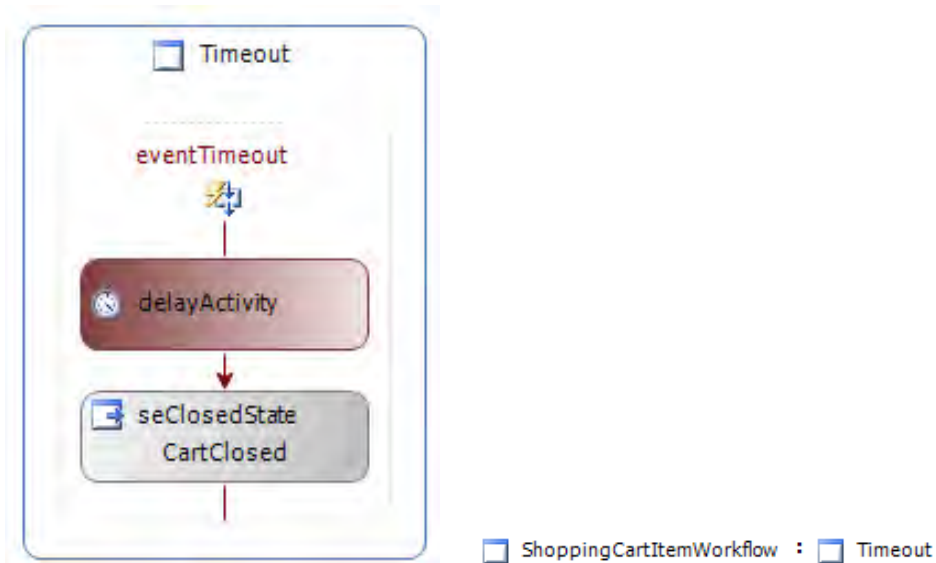 Timeout
eventTimeout
delayActivity
seClosedState
CartClosed
ShoppingCartItemWorkflow : Timeout